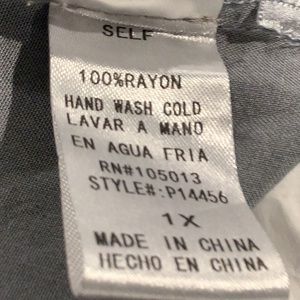 SELF
100%RAYON
HAND WASH COLD
LAVAR A MANO
EN AGUA FRIA
RN#105013
STYLE#:P14456
1X
MADE IN CHINA
HECHO EN CHINA